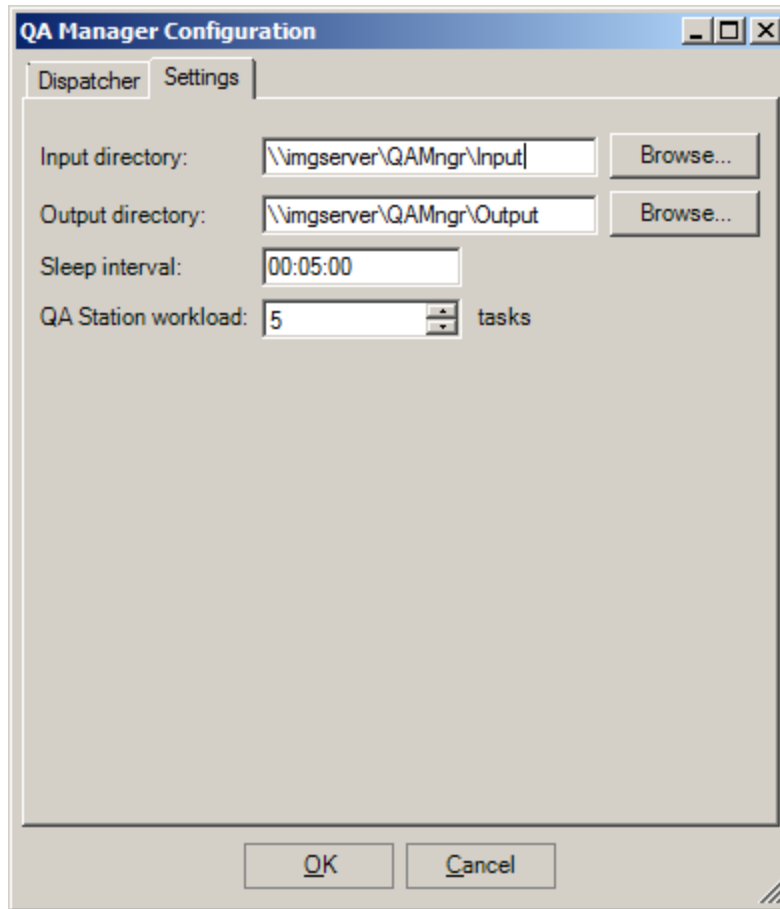 QA Manager Configuration
Dispatcher Settings
Input directory: \\imgserver\QAMngr\Input Browse...
Output directory: \\imgserver\QAMngr\Output Browse...
Sleep interval: 00:05:00
QA Station workload: 5 tasks
OK Cancel